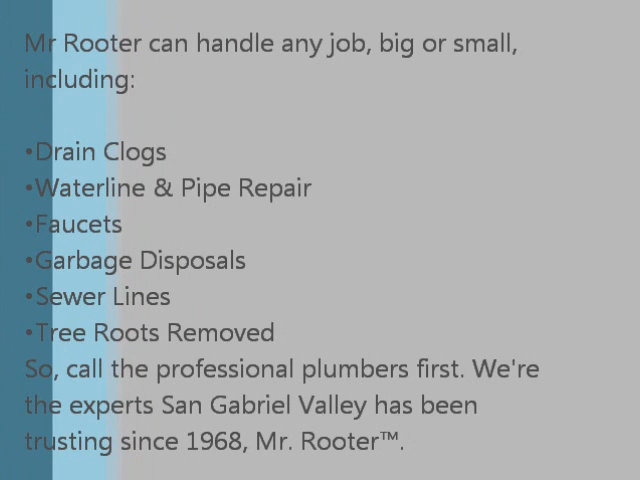 Mr Rooter can handle any job, big or small,
including:
•Drain Clogs
•Waterline & Pipe Repair
•Faucets
•Garbage Disposals
•Sewer Lines
•Tree Roots Removed
So, call the professional plumbers first. We're
the experts San Gabriel Valley has been
trusting since 1968, Mr. Rooter™.